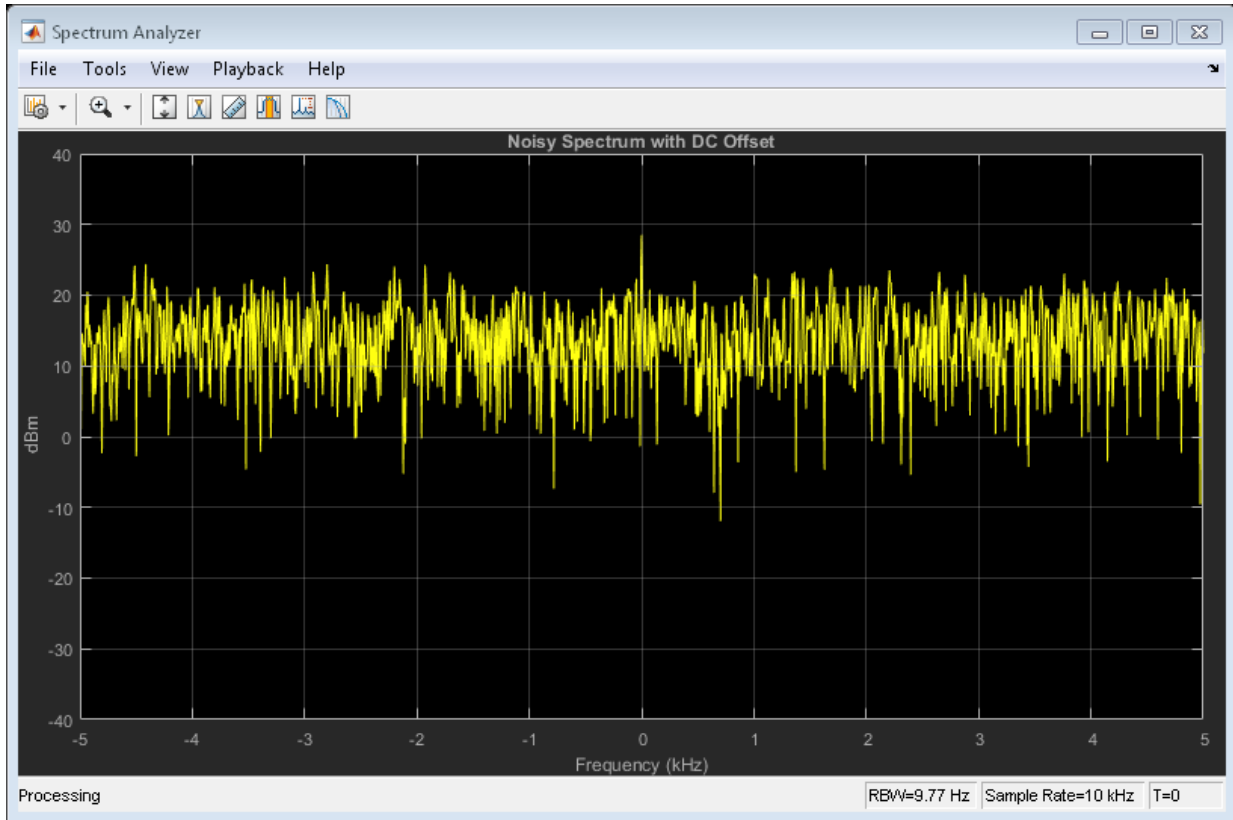 Spectrum Analyzer
File Tools View Playback Help
Noisy Spectrum with DC Offset
40
30
20
10
0
-10
-20
-30
-40
dBm
-5 -4 -3 -2 -1 0 1 2 3 4 5
Frequency (kHz)
Processing RBW=9.77 Hz Sample Rate=10 kHz T=0